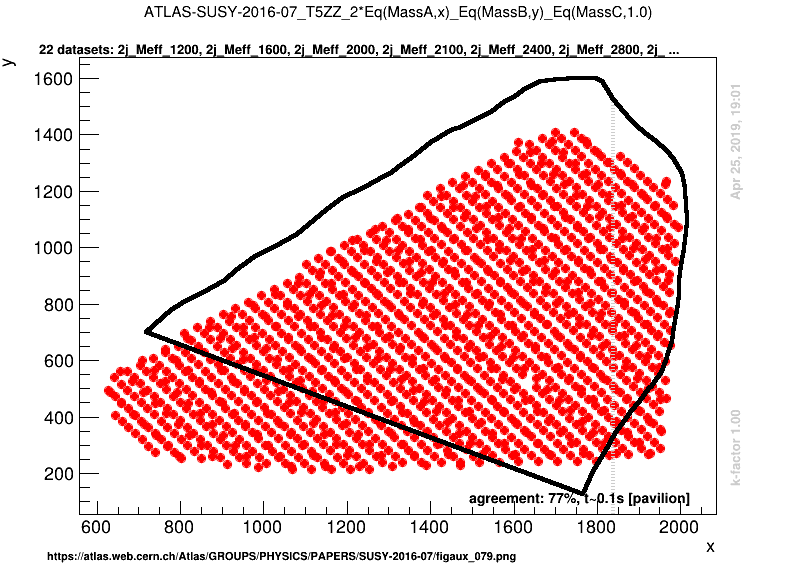 ATLAS-SUSY-2016-07_T5ZZ_2*Eq(MassA,x)_Eq(MassB,y)_Eq(MassC,1.0)
22 datasets: 2j_Meff_1200, 2j_Meff_1600, 2j_Meff_2000, 2j_Meff_2100, 2j_Meff_2400, 2j_Meff_2800, 2j_ ...
y
1600
1400
1200
1000
800
600
400
200
Apr 25, 2019, 19:01
k-factor 1.00
agreement: 77%, t~0.1s [pavilion]
600 800 1000 1200 1400 1600 1800 2000
x
https://atlas.web.cern.ch/Atlas/GROUPS/PHYSICS/PAPERS/SUSY-2016-07/figaux_079.png